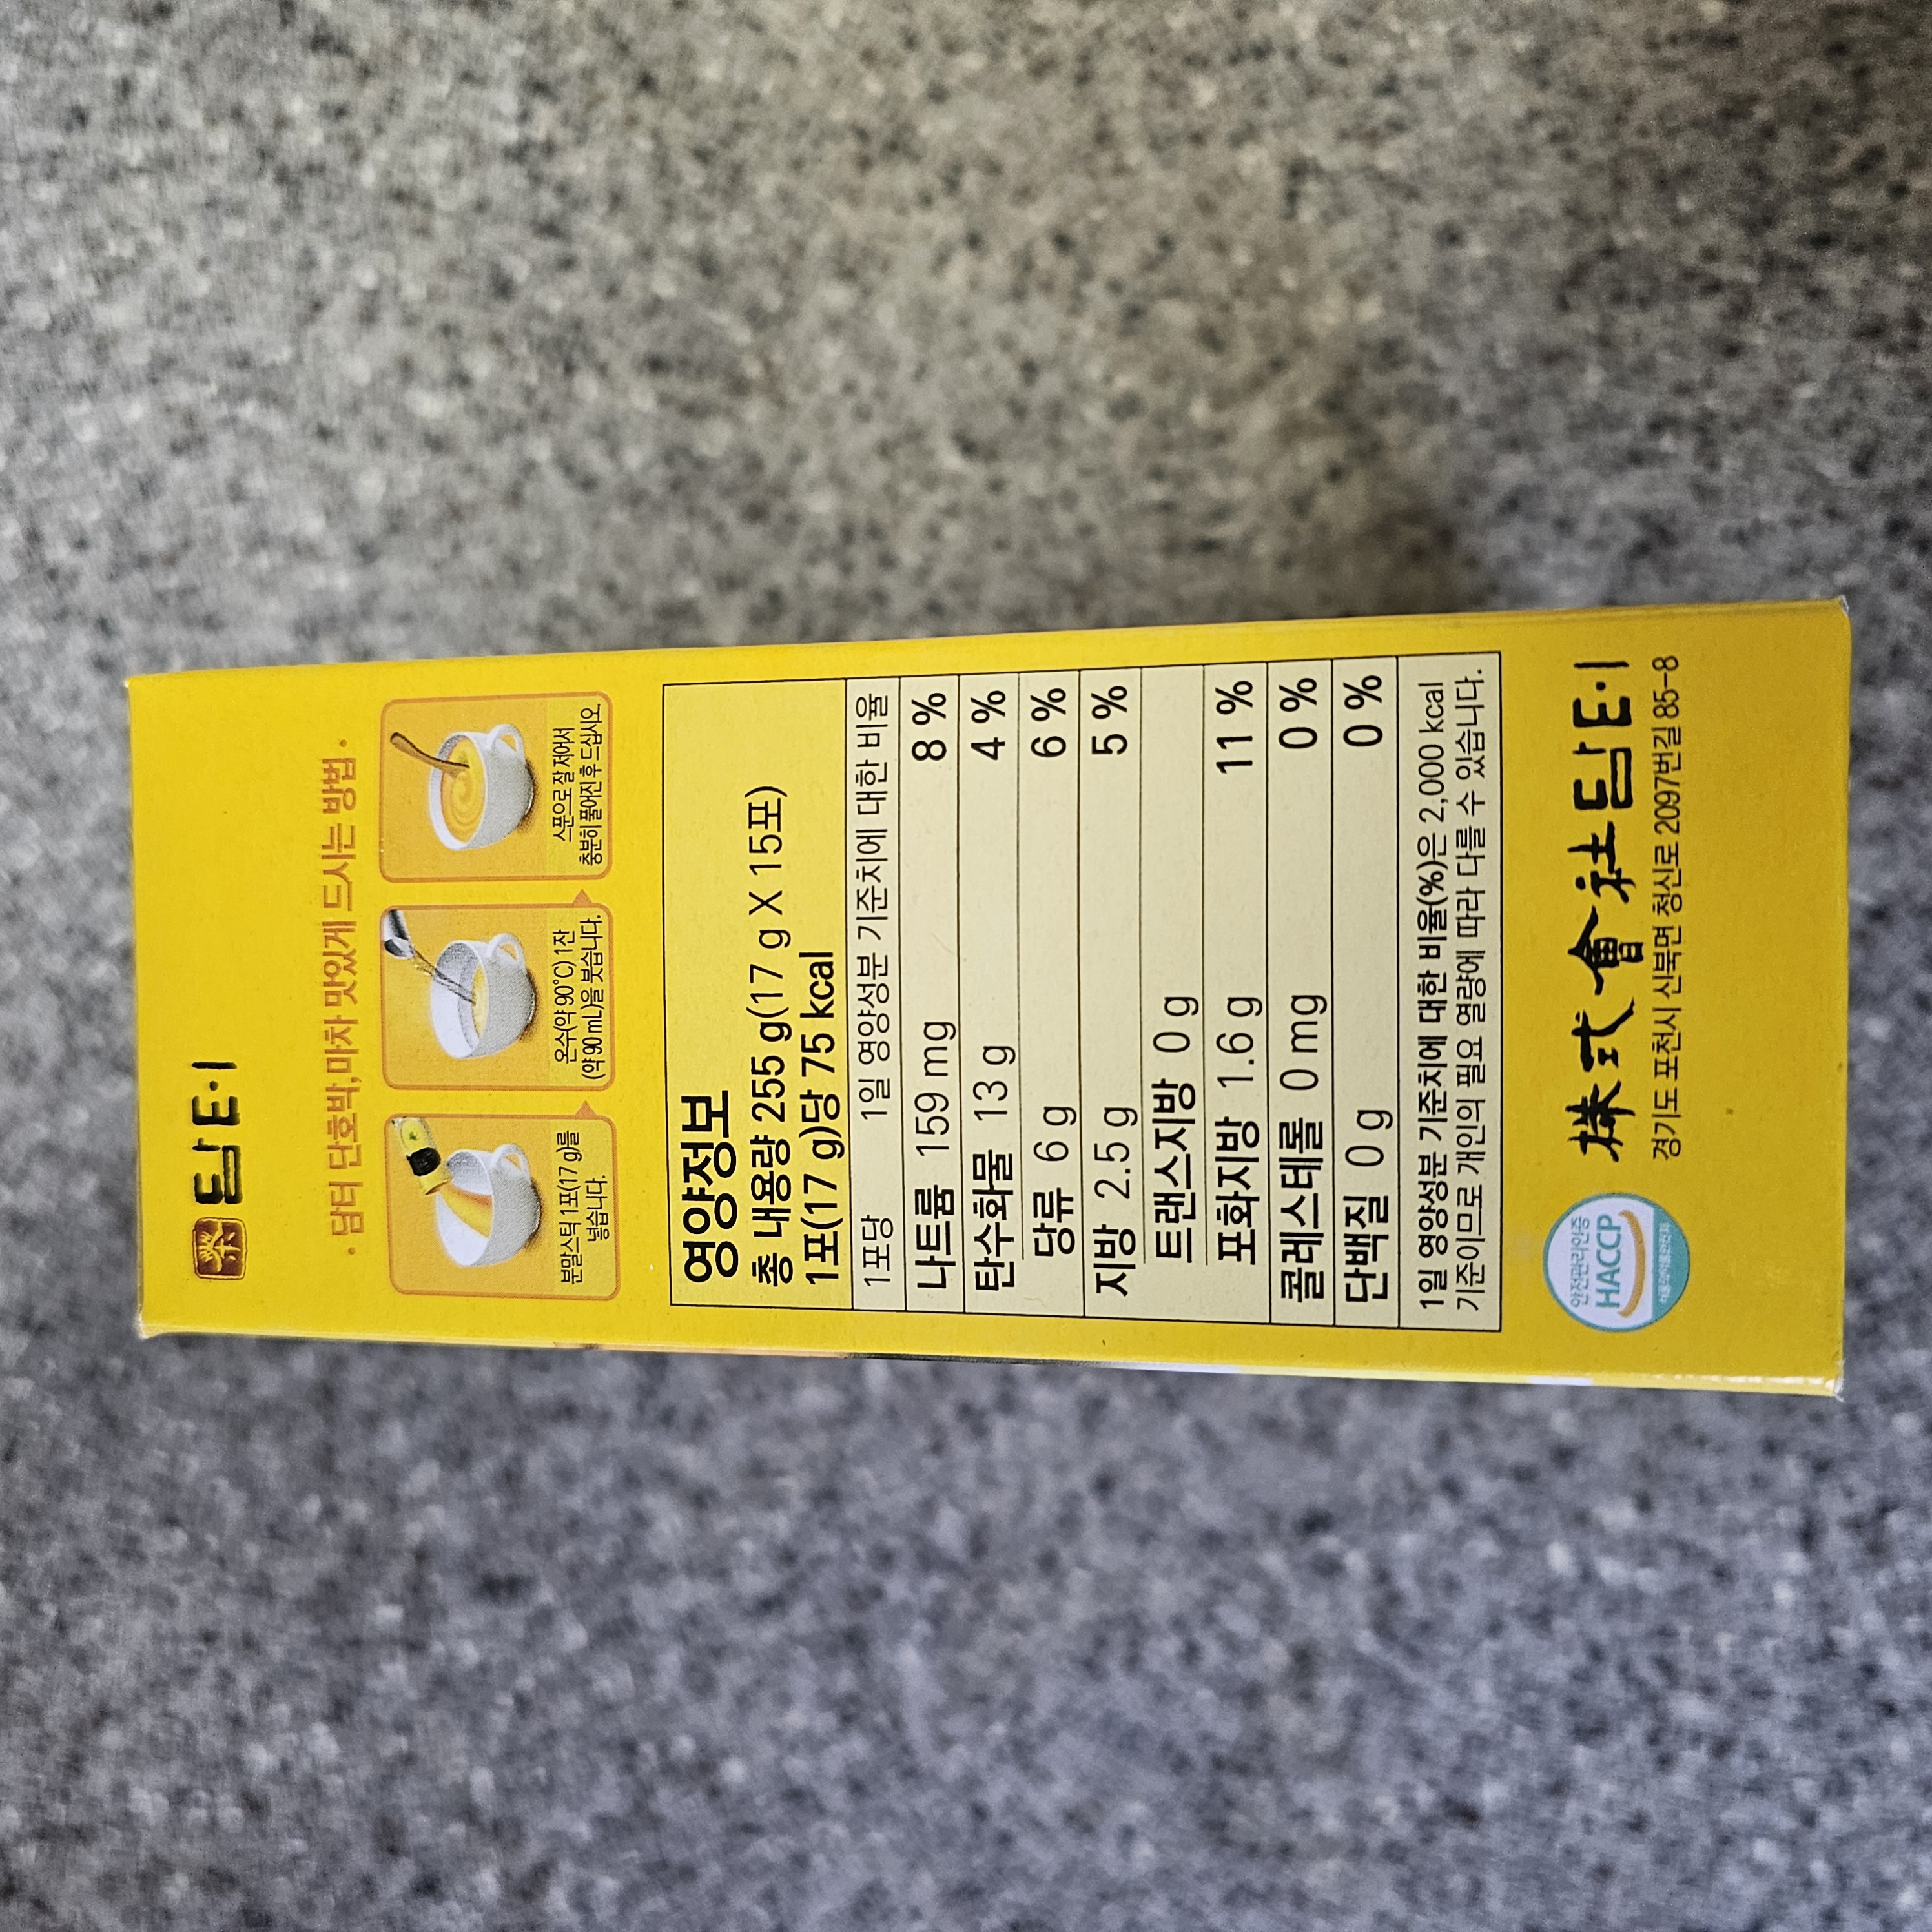 담터
· 담터 단호박,마차 맛있게 드시는 방법 ·
분말스틱 1포(17 g)를
넣습니다.
온수(약 90℃) 1잔
(약 90 mL)을 붓습니다.
스푼으로 잘 저어서
충분히 풀어진 후 드십시오.
영양정보
총 내용량 255 g(17 g X 15포)
1포(17 g)당 75 kcal
1포당 1일 영양성분 기준치에 대한 비율
나트륨 159 mg 8 %
탄수화물 13 g 4 %
당류 6 g 6 %
지방 2.5 g 5 %
트랜스지방 0 g
포화지방 1.6 g 11 %
콜레스테롤 0 mg 0 %
단백질 0 g 0 %
1일 영양성분 기준치에 대한 비율(%)은 2,000 kcal
기준이므로 개인의 필요 열량에 따라 다를 수 있습니다.
안전관리인증
HACCP
식품의약품안전처
株式會社 담터
경기도 포천시 신북면 청신로 2097번길 85-8